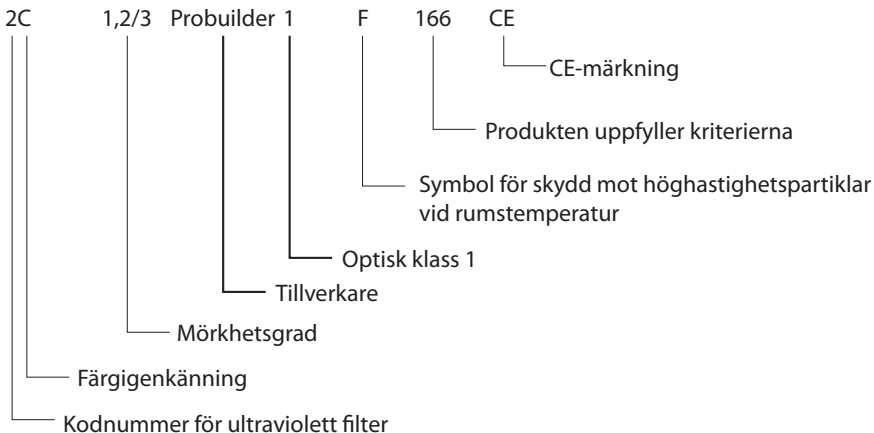 2C 1,2/3 Probuilder 1 F 166 CE
CE-märkning
Produkten uppfyller kriterierna
Symbol för skydd mot höghastighetspartiklar
vid rumstemperatur
Optisk klass 1
Tillverkare
Mörkhetsgrad
Färgigenkänning
Kodnummer för ultraviolett filter